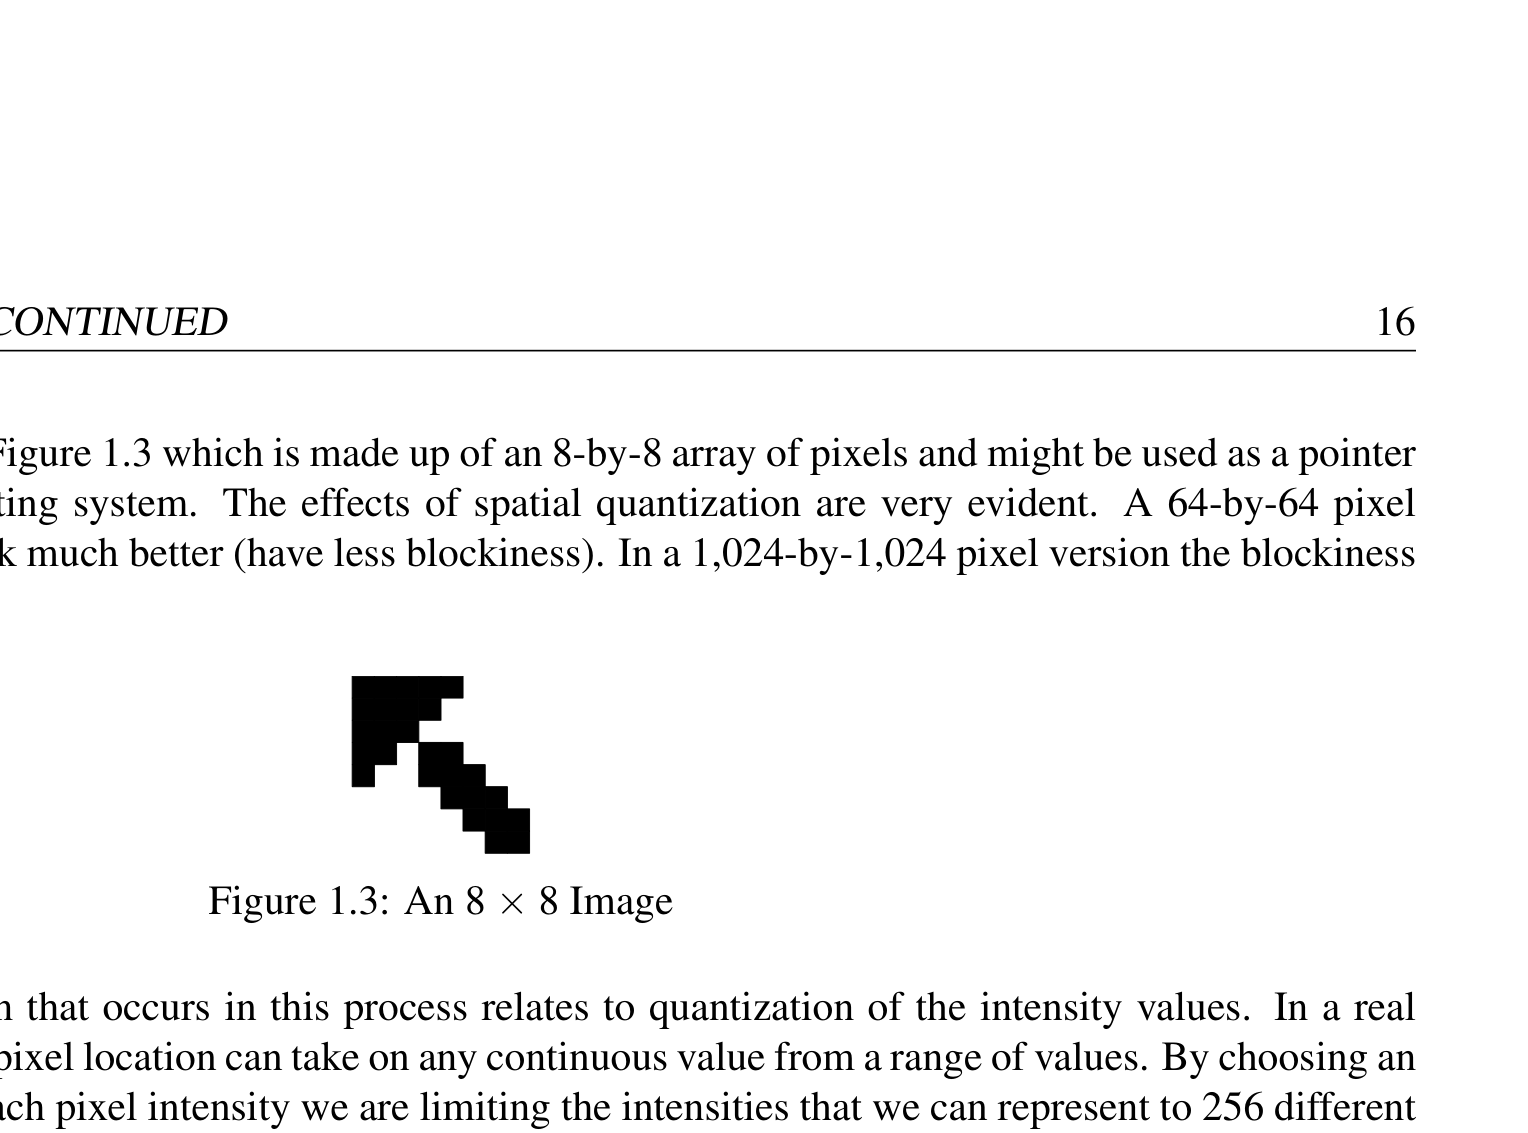 CONTINUED 16
Figure 1.3 which is made up of an 8-by-8 array of pixels and might be used as a pointer
system. The effects of spatial quantization are very evident. A 64-by-64 pixel
much better (have less blockiness). In a 1,024-by-1,024 pixel version the blockiness
Figure 1.3: An 8 × 8 Image
that occurs in this process relates to quantization of the intensity values. In a real
pixel location can take on any continuous value from a range of values. By choosing an
pixel intensity we are limiting the intensities that we can represent to 256 different